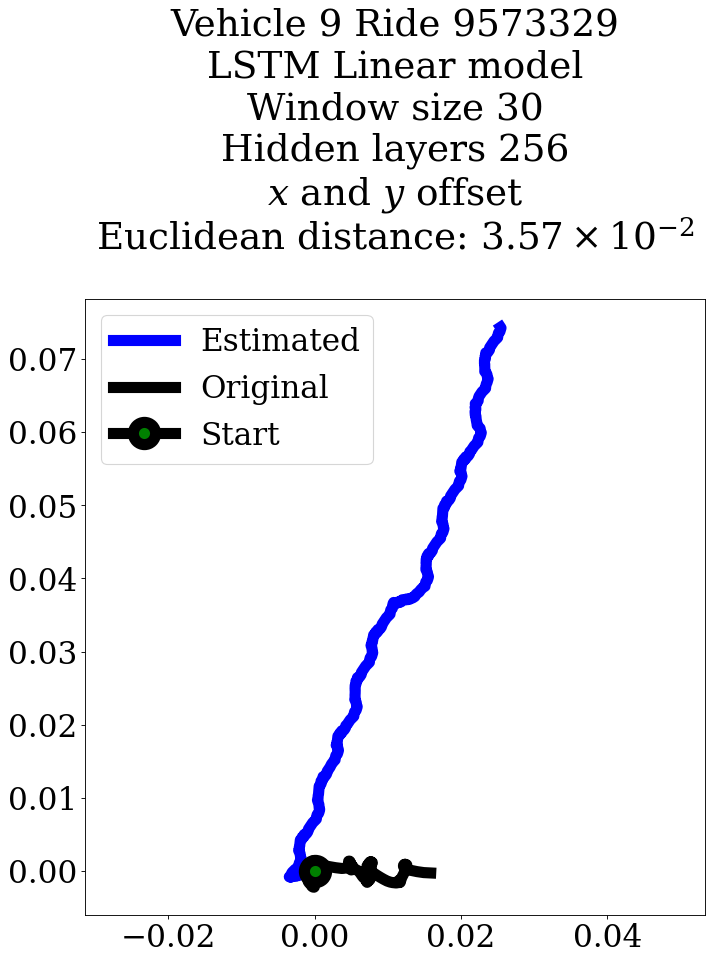 Vehicle 9 Ride 9573329
LSTM Linear model
Window size 30
Hidden layers 256
x and y offset
Euclidean distance: 3.57 × 10⁻²
Estimated
Original
Start
0.07
0.06
0.05
0.04
0.03
0.02
0.01
0.00
−0.02 0.00 0.02 0.04